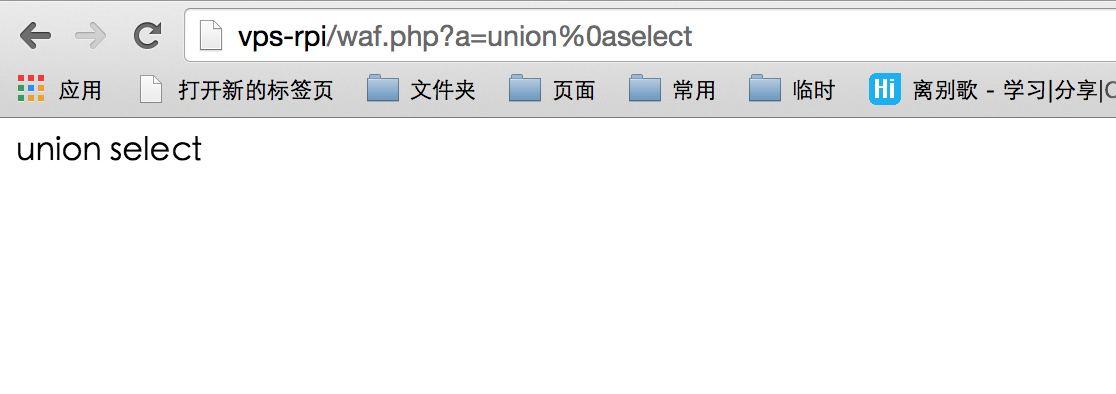 vps-rpi/waf.php?a=union%0aselect
应用 打开新的标签页 文件夹 页面 常用 临时 Hi 离别歌 - 学习|分享|
union select